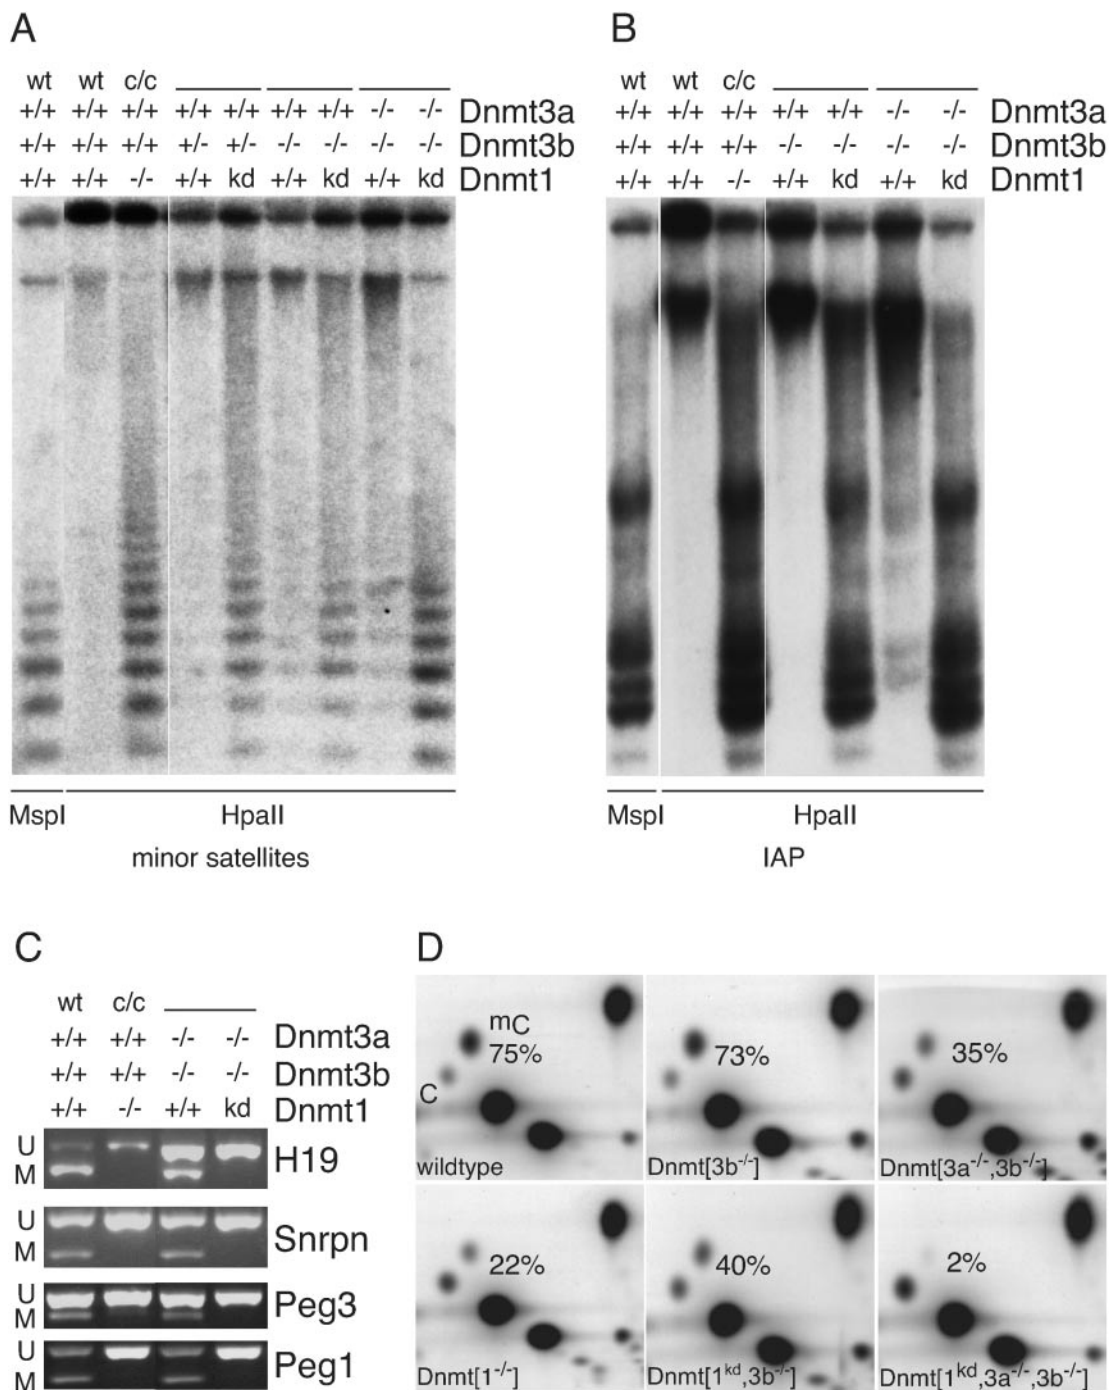 A
wt wt c/c
+/+ +/+ +/+ +/+ +/+ +/+ +/+ -/- -/- Dnmt3a
+/+ +/+ +/+ +/- +/- -/- -/- -/- -/- Dnmt3b
+/+ +/+ -/- +/+ kd +/+ kd +/+ kd Dnmt1
MspI HpaII
minor satellites
B
wt wt c/c
+/+ +/+ +/+ +/+ +/+ -/- -/- Dnmt3a
+/+ +/+ +/+ -/- -/- -/- -/- Dnmt3b
+/+ +/+ -/- +/+ kd +/+ kd Dnmt1
MspI HpaII
IAP
C
wt c/c
+/+ +/+ -/- -/- Dnmt3a
+/+ +/+ -/- -/- Dnmt3b
+/+ -/- +/+ kd Dnmt1
U
M H19
U
M Snrpn
U
M Peg3
U
M Peg1
D
mC
75%
C
wildtype
73%
Dnmt[3b-/-]
35%
Dnmt[3a-/-,3b-/-]
22%
Dnmt[1-/-]
40%
Dnmt[1kd,3b-/-]
2%
Dnmt[1kd,3a-/-,3b-/-]